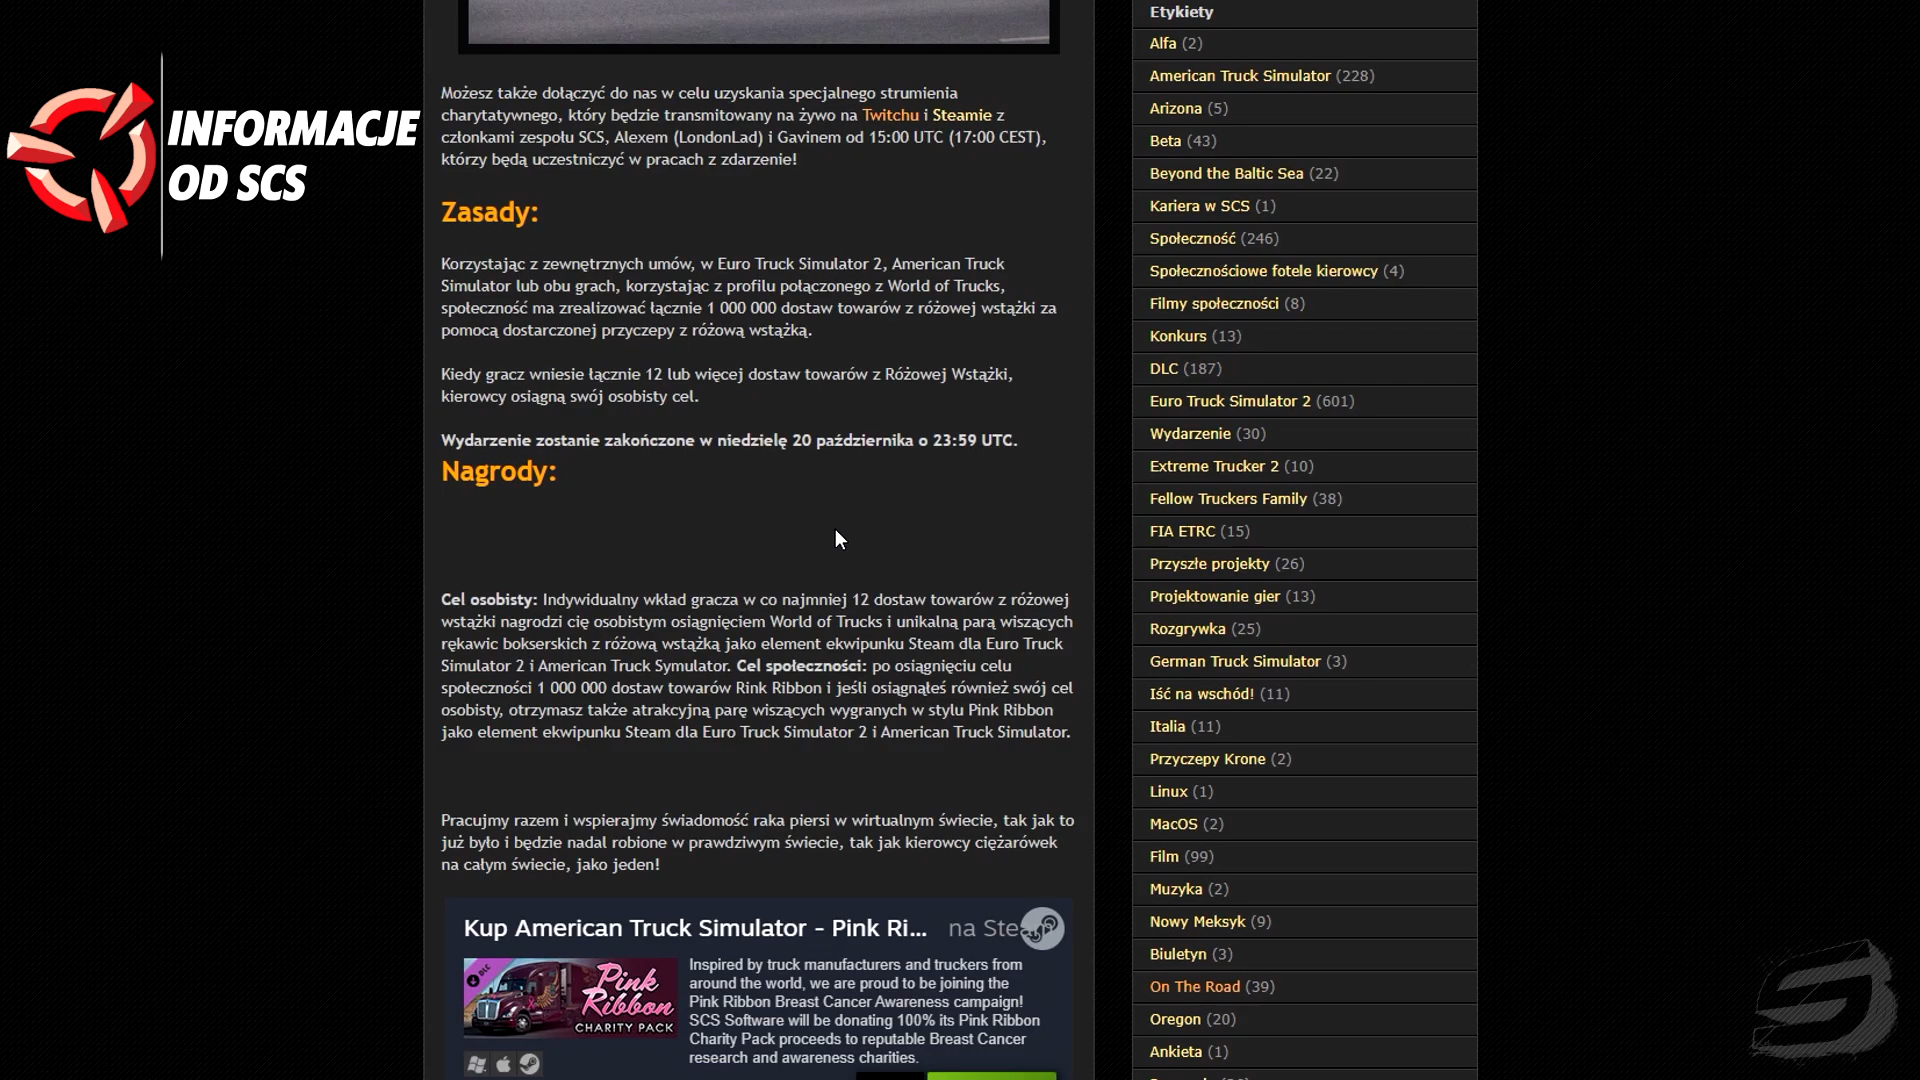 INFORMACJE
OD SCS
Możesz także dołączyć do nas w celu uzyskania specjalnego strumienia
charytatywnego, który będzie transmitowany na żywo na Twitchu i Steamie z
członkami zespołu SCS, Alexem (LondonLad) i Gavinem od 15:00 UTC (17:00 CEST),
którzy będą uczestniczyć w pracach z zdarzenie!
Zasady:
Korzystając z zewnętrznych umów, w Euro Truck Simulator 2, American Truck
Simulator lub obu grach, korzystając z profilu połączonego z World of Trucks,
społeczność ma zrealizować łącznie 1 000 000 dostaw towarów z różowej wstążki za
pomocą dostarczonej przyczepy z różową wstążką.
Kiedy gracz wniesie łącznie 12 lub więcej dostaw towarów z Różowej Wstążki,
kierowcy osiągną swój osobisty cel.
Wydarzenie zostanie zakończone w niedzielę 20 października o 23:59 UTC.
Nagrody:
Cel osobisty: Indywidualny wkład gracza w co najmniej 12 dostaw towarów z różowej
wstążki nagrodzi cię osobistym osiągnięciem World of Trucks i unikalną parą wiszących
rękawic bokserskich z różową wstążką jako element ekwipunku Steam dla Euro Truck
Simulator 2 i American Truck Symulator. Cel społeczności: po osiągnięciu celu
społeczności 1 000 000 dostaw towarów Rink Ribbon i jeśli osiągnąłeś również swój cel
osobisty, otrzymasz także atrakcyjną parę wiszących wygranych w stylu Pink Ribbon
jako element ekwipunku Steam dla Euro Truck Simulator 2 i American Truck Simulator.
Pracujmy razem i wspierajmy świadomość raka piersi w wirtualnym świecie, tak jak to
już było i będzie nadal robione w prawdziwym świecie, tak jak kierowcy ciężarówek
na całym świecie, jako jeden!
Kup American Truck Simulator - Pink Ri... na Steam
DLC
Pink
Ribbon
CHARITY PACK
Inspired by truck manufacturers and truckers from
around the world, we are proud to be joining the
Pink Ribbon Breast Cancer Awareness campaign!
SCS Software will be donating 100% its Pink Ribbon
Charity Pack proceeds to reputable Breast Cancer
research and awareness charities.
Etykiety
Alfa (2)
American Truck Simulator (228)
Arizona (5)
Beta (43)
Beyond the Baltic Sea (22)
Kariera w SCS (1)
Społeczność (246)
Społecznościowe fotele kierowcy (4)
Filmy społeczności (8)
Konkurs (13)
DLC (187)
Euro Truck Simulator 2 (601)
Wydarzenie (30)
Extreme Trucker 2 (10)
Fellow Truckers Family (38)
FIA ETRC (15)
Przyszłe projekty (26)
Projektowanie gier (13)
Rozgrywka (25)
German Truck Simulator (3)
Iść na wschód! (11)
Italia (11)
Przyczepy Krone (2)
Linux (1)
MacOS (2)
Film (99)
Muzyka (2)
Nowy Meksyk (9)
Biuletyn (3)
On The Road (39)
Oregon (20)
Ankieta (1)